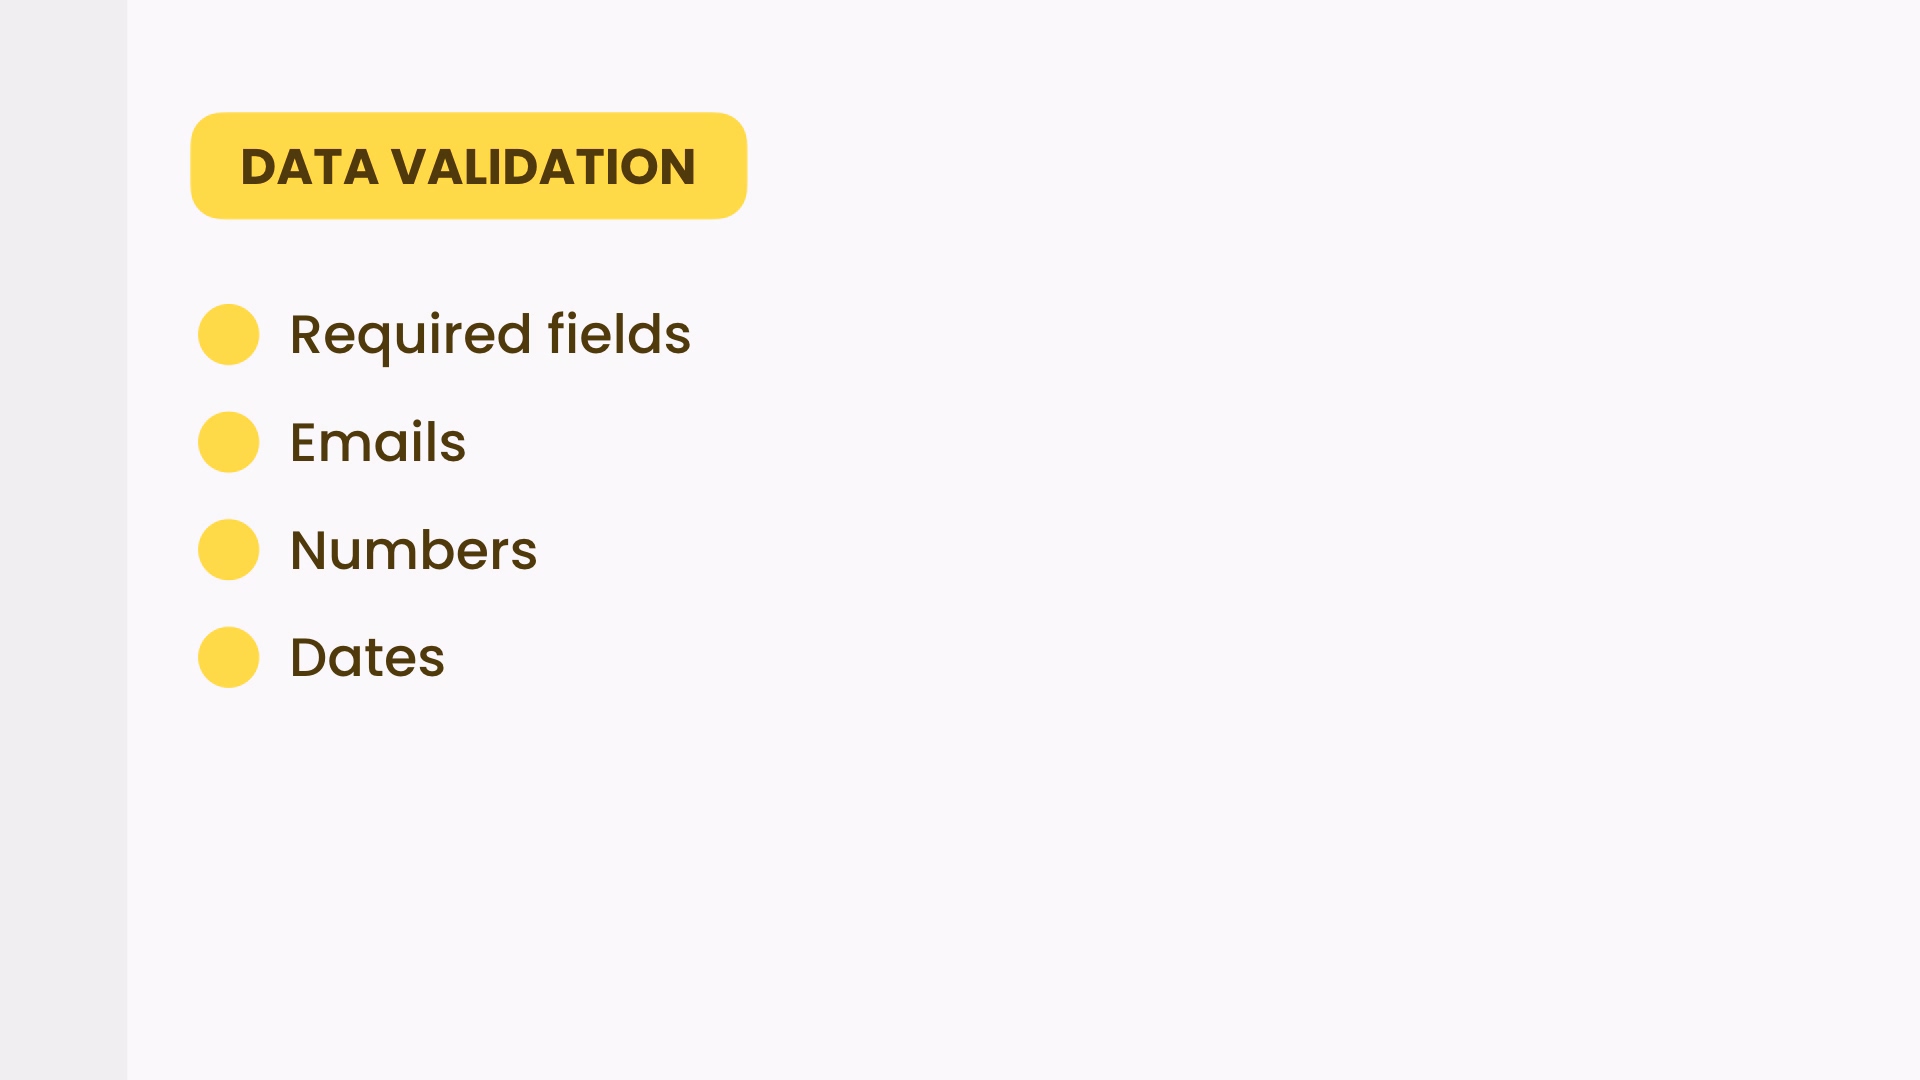 DATA VALIDATION
Required fields
Emails
Numbers
Dates